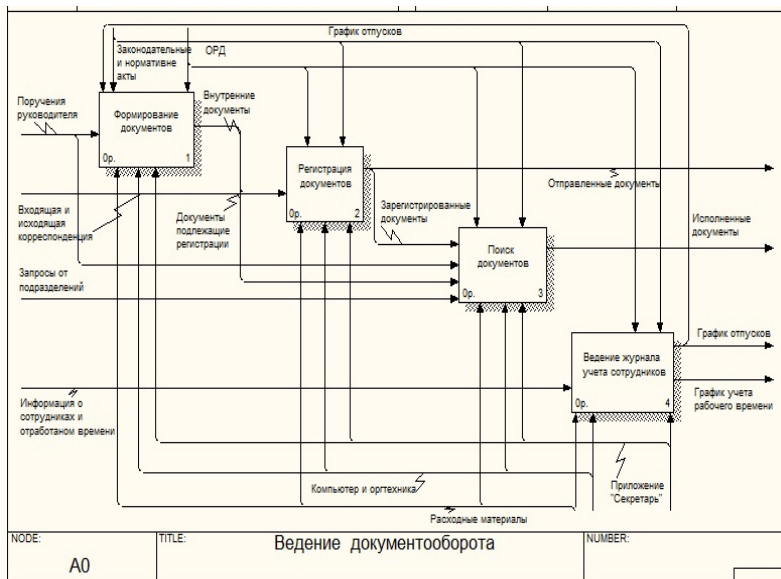 График отпусков
Законодательные
и нормативне
акты
ОРД
Поручения
руководителя
Формирование
документов
0р.
1
Внутренние
документы
Регистрация
документов
0р.
2
Отправленные документы
Входящая и
исходящая
корреспонденция
Документы
подлежащие
регистрации
Зарегистрированные
документы
Исполненные
документы
Поиск
документов
0р.
3
Запросы от
подразделений
График отпусков
Ведение журнала
учета сотрудников
0р.
4
График учета
рабочего времени
Информация о
сотрудниках и
отработаном времени
Компьютер и оргтехника
Приложение
"Секретарь"
Расходные материалы
NODE:
A0
TITLE:
Ведение документооборота
NUMBER: